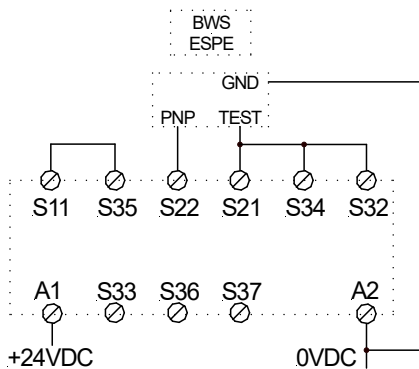 BWS
ESPE
GND
PNP TEST
S11 S35 S22 S21 S34 S32
A1 S33 S36 S37 A2
+24VDC 0VDC